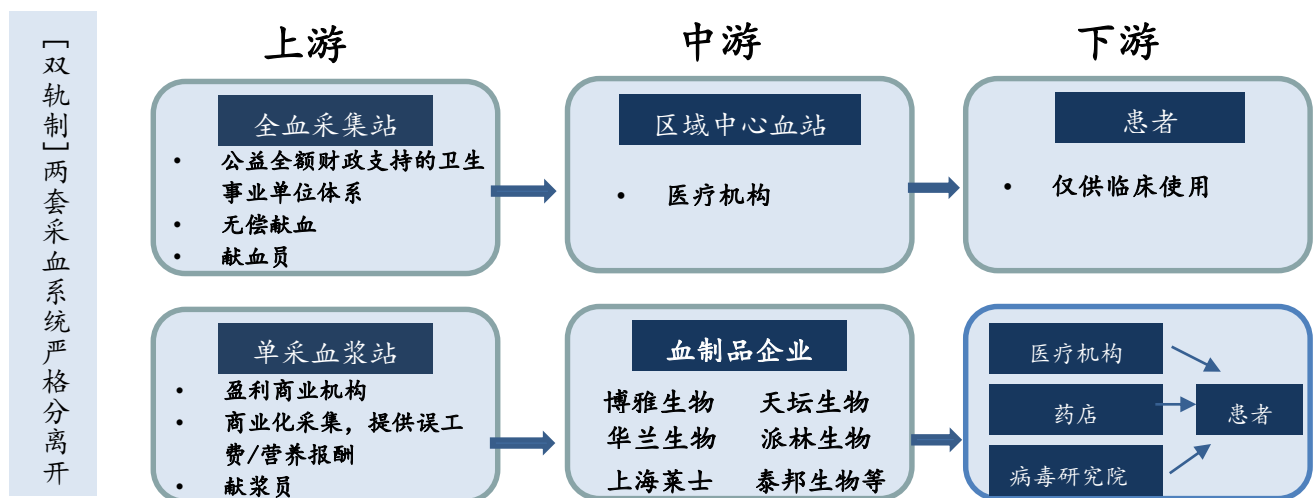 [双轨制]两套采血系统严格分离开
上游
中游
下游
全血采集站
• 公益全额财政支持的卫生
事业单位体系
• 无偿献血
• 献血员
区域中心血站
• 医疗机构
患者
• 仅供临床使用
单采血浆站
• 盈利商业机构
• 商业化采集，提供误工
费/营养报酬
• 献浆员
血制品企业
博雅生物 天坛生物
华兰生物 派林生物
上海莱士 泰邦生物等
医疗机构
药店
病毒研究院
患者